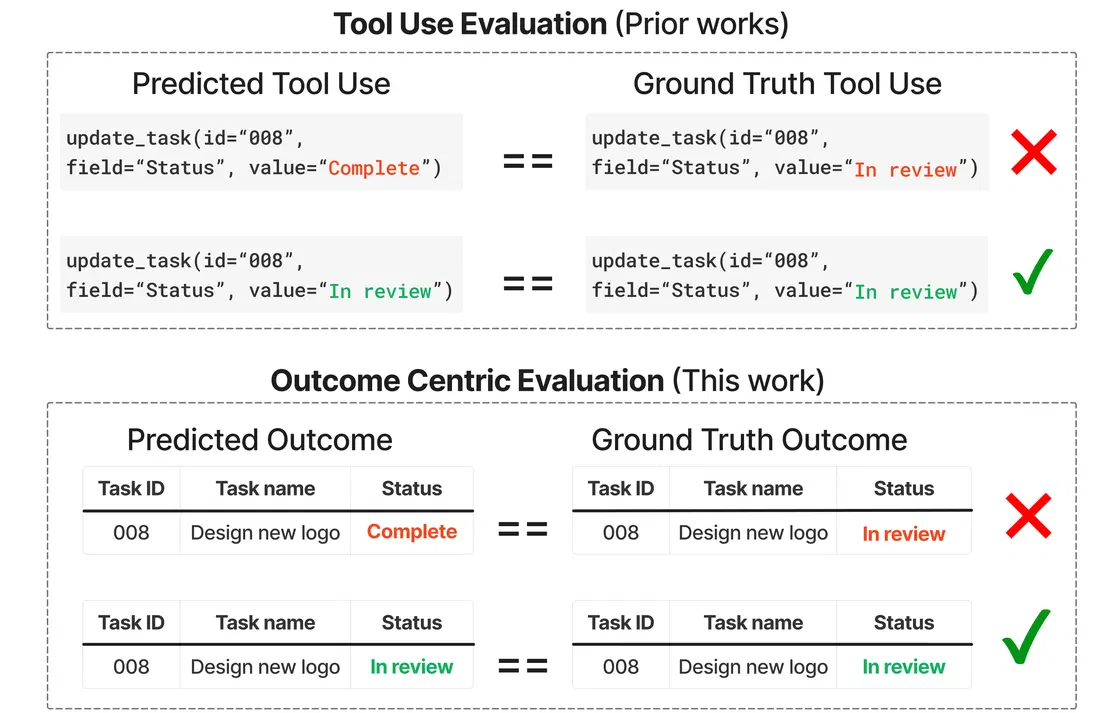 Tool Use Evaluation (Prior works)
Predicted Tool Use
Ground Truth Tool Use
update_task(id=“008”,
field=“Status”, value=“Complete”)
==
update_task(id=“008”,
field=“Status”, value=“In review”)
update_task(id=“008”,
field=“Status”, value=“In review”)
==
update_task(id=“008”,
field=“Status”, value=“In review”)
Outcome Centric Evaluation (This work)
Predicted Outcome
Ground Truth Outcome
Task ID Task name Status
008 Design new logo Complete
==
Task ID Task name Status
008 Design new logo In review
Task ID Task name Status
008 Design new logo In review
==
Task ID Task name Status
008 Design new logo In review